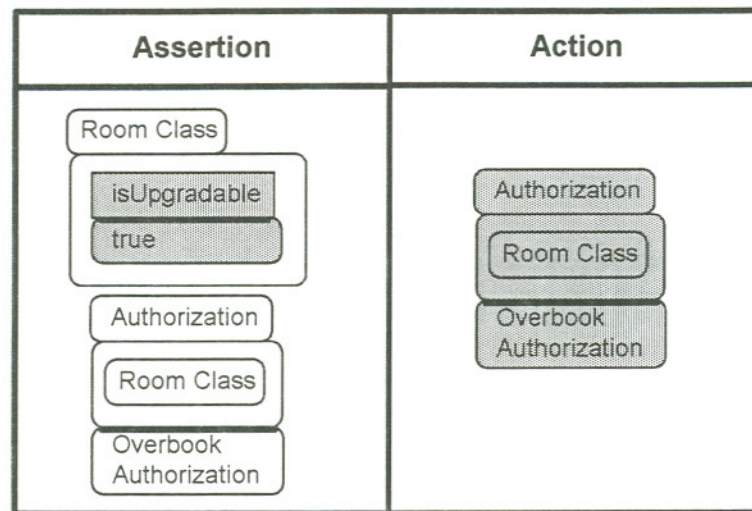 Assertion
Action
Room Class
isUpgradable
true
Authorization
Room Class
Overbook
Authorization
Authorization
Room Class
Overbook
Authorization